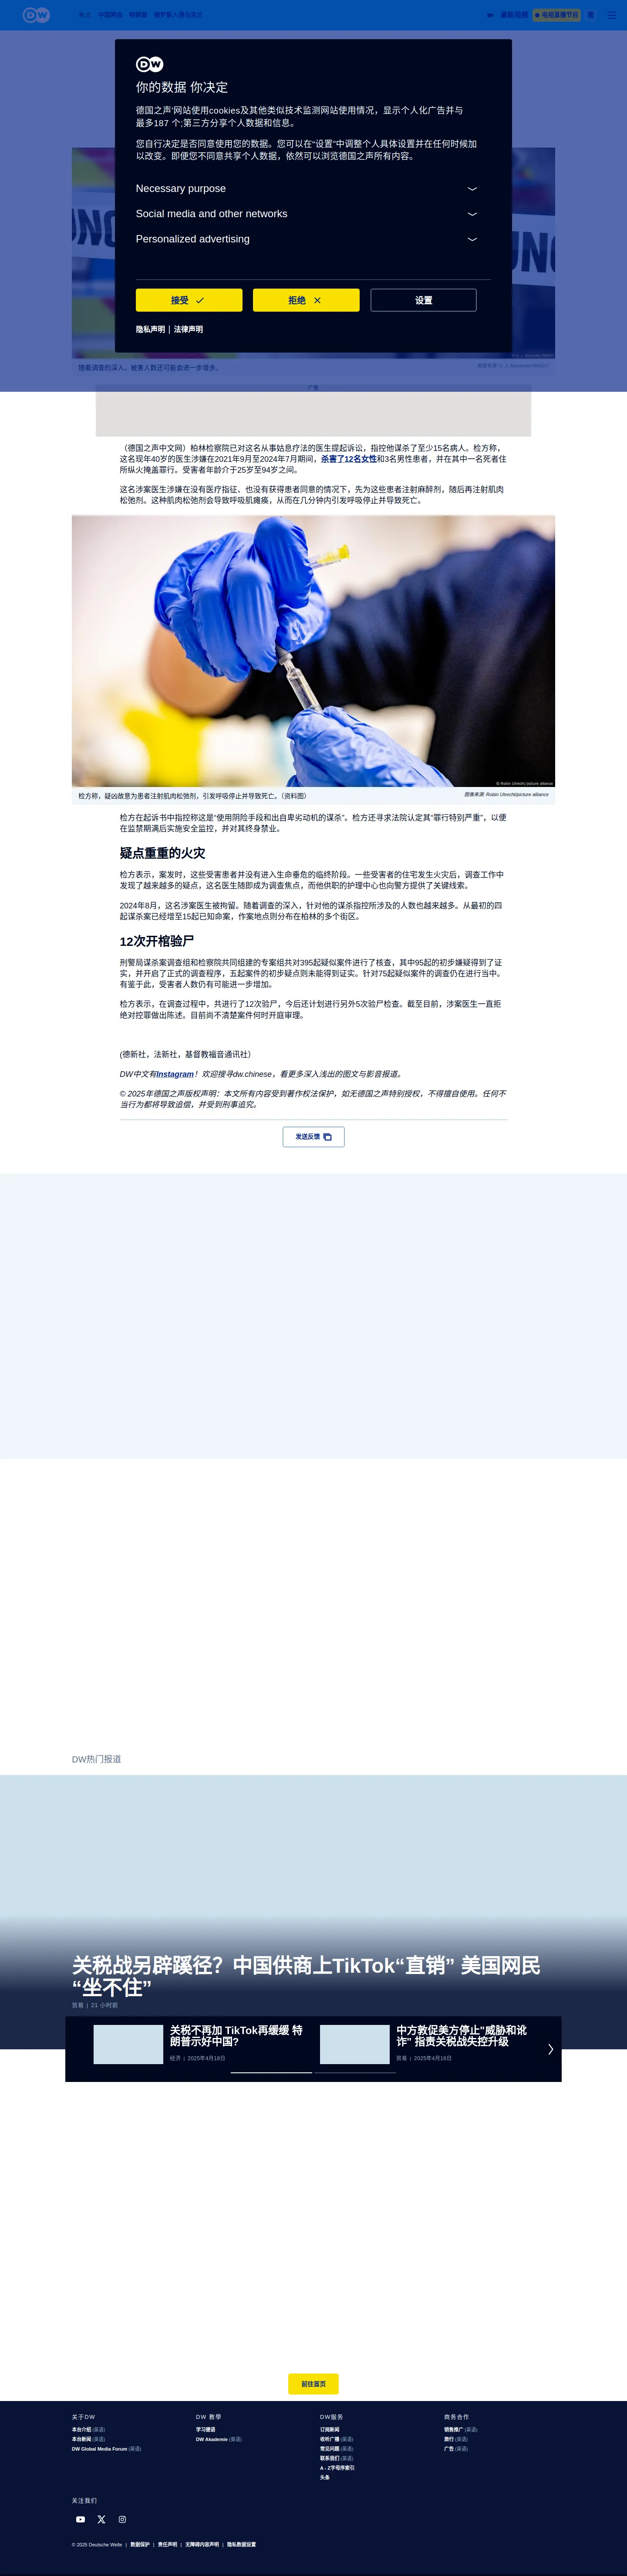 DW
中国周边 特朗普 俄罗斯入侵乌克兰
最新视频
电视直播节目
DW
你的数据 你决定
德国之声'网站使用cookies及其他类似技术监测网站使用情况，显示个人化广告并与
最多187 个;第三方分享个人数据和信息。
您自行决定是否同意使用您的数据。您可以在“设置”中调整个人具体设置并在任何时候加
以改变。即便您不同意共享个人数据，依然可以浏览德国之声所有内容。
Necessary purpose
Social media and other networks
Personalized advertising
接受
拒绝
设置
隐私声明 | 法律声明
随着调查的深入，被害人数还可能会进一步增多。
广告
（德国之声中文网）柏林检察院已对这名从事姑息疗法的医生提起诉讼，指控他谋杀了至少15名病人。检方称，
这名现年40岁的医生涉嫌在2021年9月至2024年7月期间，杀害了12名女性和3名男性患者，并在其中一名死者住
所纵火掩盖罪行。受害者年龄介于25岁至94岁之间。
这名涉案医生涉嫌在没有医疗指征、也没有获得患者同意的情况下，先为这些患者注射麻醉剂，随后再注射肌肉
松弛剂。这种肌肉松弛剂会导致呼吸肌瘫痪，从而在几分钟内引发呼吸停止并导致死亡。
© Robin Utrecht/picture alliance
检方称，疑凶故意为患者注射肌肉松弛剂，引发呼吸停止并导致死亡。（资料图）
图像来源: Robin Utrecht/picture alliance
检方在起诉书中指控称这是“使用阴险手段和出自卑劣动机的谋杀”。检方还寻求法院认定其“罪行特别严重”，以便
在监禁期满后实施安全监控，并对其终身禁业。
疑点重重的火灾
检方表示，案发时，这些受害患者并没有进入生命垂危的临终阶段。一些受害者的住宅发生火灾后，调查工作中
发现了越来越多的疑点，这名医生随即成为调查焦点，而他供职的护理中心也向警方提供了关键线索。
2024年8月，这名涉案医生被拘留。随着调查的深入，针对他的谋杀指控所涉及的人数也越来越多。从最初的四
起谋杀案已经增至15起已知命案，作案地点则分布在柏林的多个街区。
12次开棺验尸
刑警局谋杀案调查组和检察院共同组建的专案组共对395起疑似案件进行了核查，其中95起的初步嫌疑得到了证
实，并开启了正式的调查程序，五起案件的初步疑点则未能得到证实。针对75起疑似案件的调查仍在进行当中。
有鉴于此，受害者人数仍有可能进一步增加。
检方表示，在调查过程中，共进行了12次验尸，今后还计划进行另外5次验尸检查。截至目前，涉案医生一直拒
绝对控罪做出陈述。目前尚不清楚案件何时开庭审理。
(德新社，法新社，基督教福音通讯社）
DW中文有Instagram！欢迎搜寻dw.chinese，看更多深入浅出的图文与影音报道。
© 2025年德国之声版权声明：本文所有内容受到著作权法保护，如无德国之声特别授权，不得擅自使用。任何不
当行为都将导致追偿，并受到刑事追究。
发送反馈
DW热门报道
关税战另辟蹊径？中国供商上TikTok“直销” 美国网民
“坐不住”
贸易 | 21 小时前
关税不再加 TikTok再缓缓 特
朗普示好中国?
经济 | 2025年4月18日
中方敦促美方停止"威胁和讹
诈" 指责关税战失控升级
贸易 | 2025年4月16日
前往首页
关于DW
本台介绍 (英语)
本台新闻 (英语)
DW Global Media Forum (英语)
DW 教学
学习德语
DW Akademie (英语)
DW服务
订阅新闻
收听广播 (英语)
常见问题 (英语)
联系我们 (英语)
A - Z字母序索引
头条
商务合作
销售推广 (英语)
旅行 (英语)
广告 (英语)
关注我们
© 2025 Deutsche Welle | 数据保护 | 责任声明 | 无障碍内容声明 | 隐私数据设置